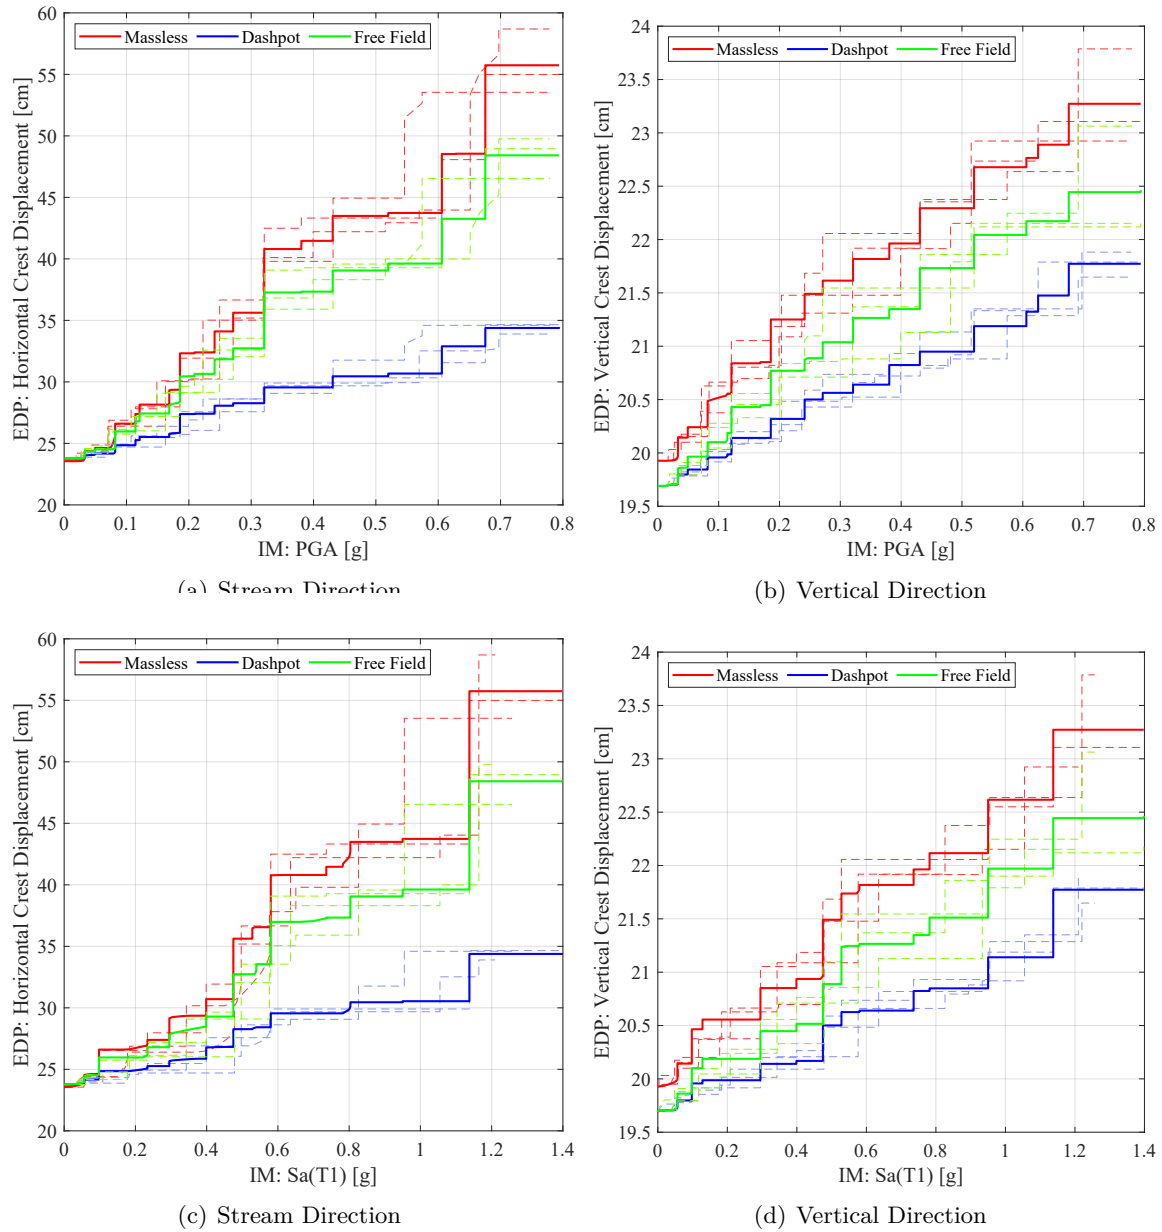 60
55
50
45
40
35
30
25
20
EDP: Horizontal Crest Displacement [cm]
Massless Dashpot Free Field
0 0.1 0.2 0.3 0.4 0.5 0.6 0.7 0.8
IM: PGA [g]
(a) Stream Direction
24
23.5
23
22.5
22
21.5
21
20.5
20
19.5
EDP: Vertical Crest Displacement [cm]
Massless Dashpot Free Field
0 0.1 0.2 0.3 0.4 0.5 0.6 0.7 0.8
IM: PGA [g]
(b) Vertical Direction
60
55
50
45
40
35
30
25
20
EDP: Horizontal Crest Displacement [cm]
Massless Dashpot Free Field
0 0.2 0.4 0.6 0.8 1 1.2 1.4
IM: Sa(T1) [g]
(c) Stream Direction
24
23.5
23
22.5
22
21.5
21
20.5
20
19.5
EDP: Vertical Crest Displacement [cm]
Massless Dashpot Free Field
0 0.2 0.4 0.6 0.8 1 1.2 1.4
IM: Sa(T1) [g]
(d) Vertical Direction